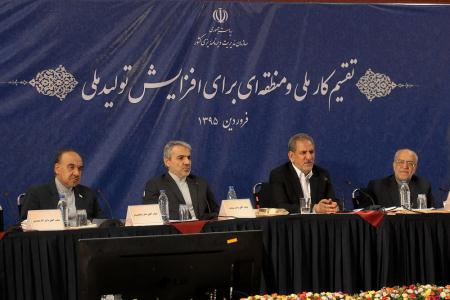 ریاست جمهوری
سازمان مدیریت و برنامه ریزی کشور
تقسیم کار ملی و منطقه ای برای افزایش تولید ملی
فروردین ۱۳۹۵